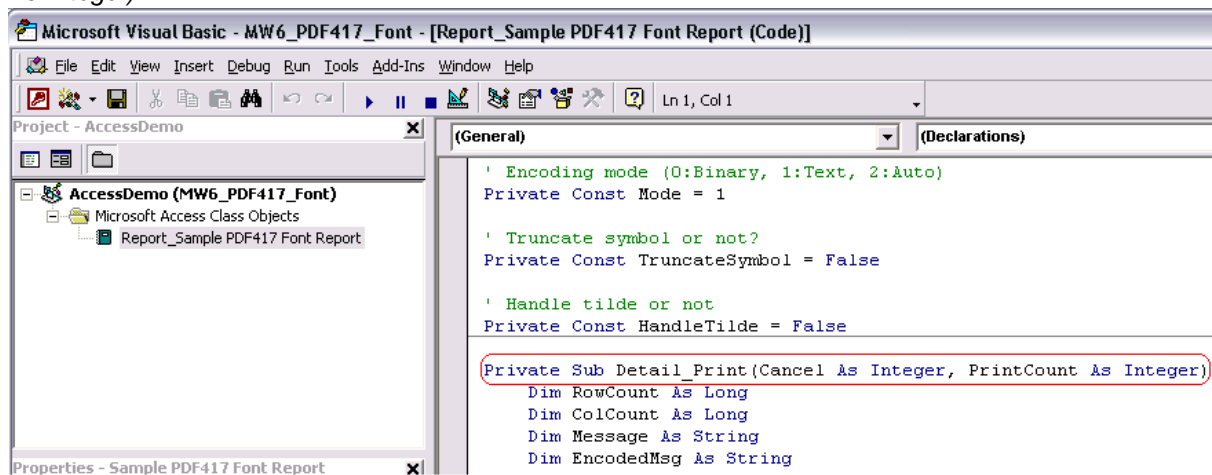 Microsoft Visual Basic - MW6_PDF417_Font - [Report_Sample PDF417 Font Report (Code)]
File Edit View Insert Debug Run Tools Add-Ins Window Help
Ln 1, Col 1
Project - AccessDemo
AccessDemo (MW6_PDF417_Font)
Microsoft Access Class Objects
Report_Sample PDF417 Font Report
Properties - Sample PDF417 Font Report
(General)
(Declarations)
' Encoding mode (0:Binary, 1:Text, 2:Auto)
Private Const Mode = 1
' Truncate symbol or not?
Private Const TruncateSymbol = False
' Handle tilde or not
Private Const HandleTilde = False
Private Sub Detail_Print(Cancel As Integer, PrintCount As Integer)
Dim RowCount As Long
Dim ColCount As Long
Dim Message As String
Dim EncodedMsg As String